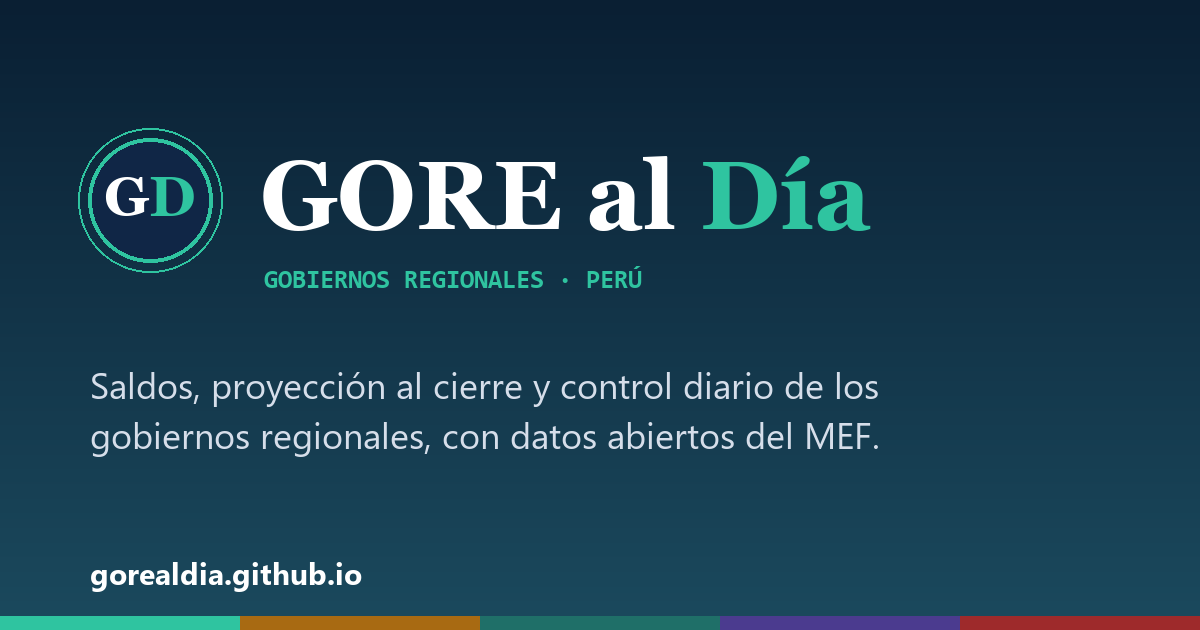 GD
GORE al Día
GOBIERNOS REGIONALES · PERÚ
Saldos, proyección al cierre y control diario de los
gobiernos regionales, con datos abiertos del MEF.
gorealdia.github.io